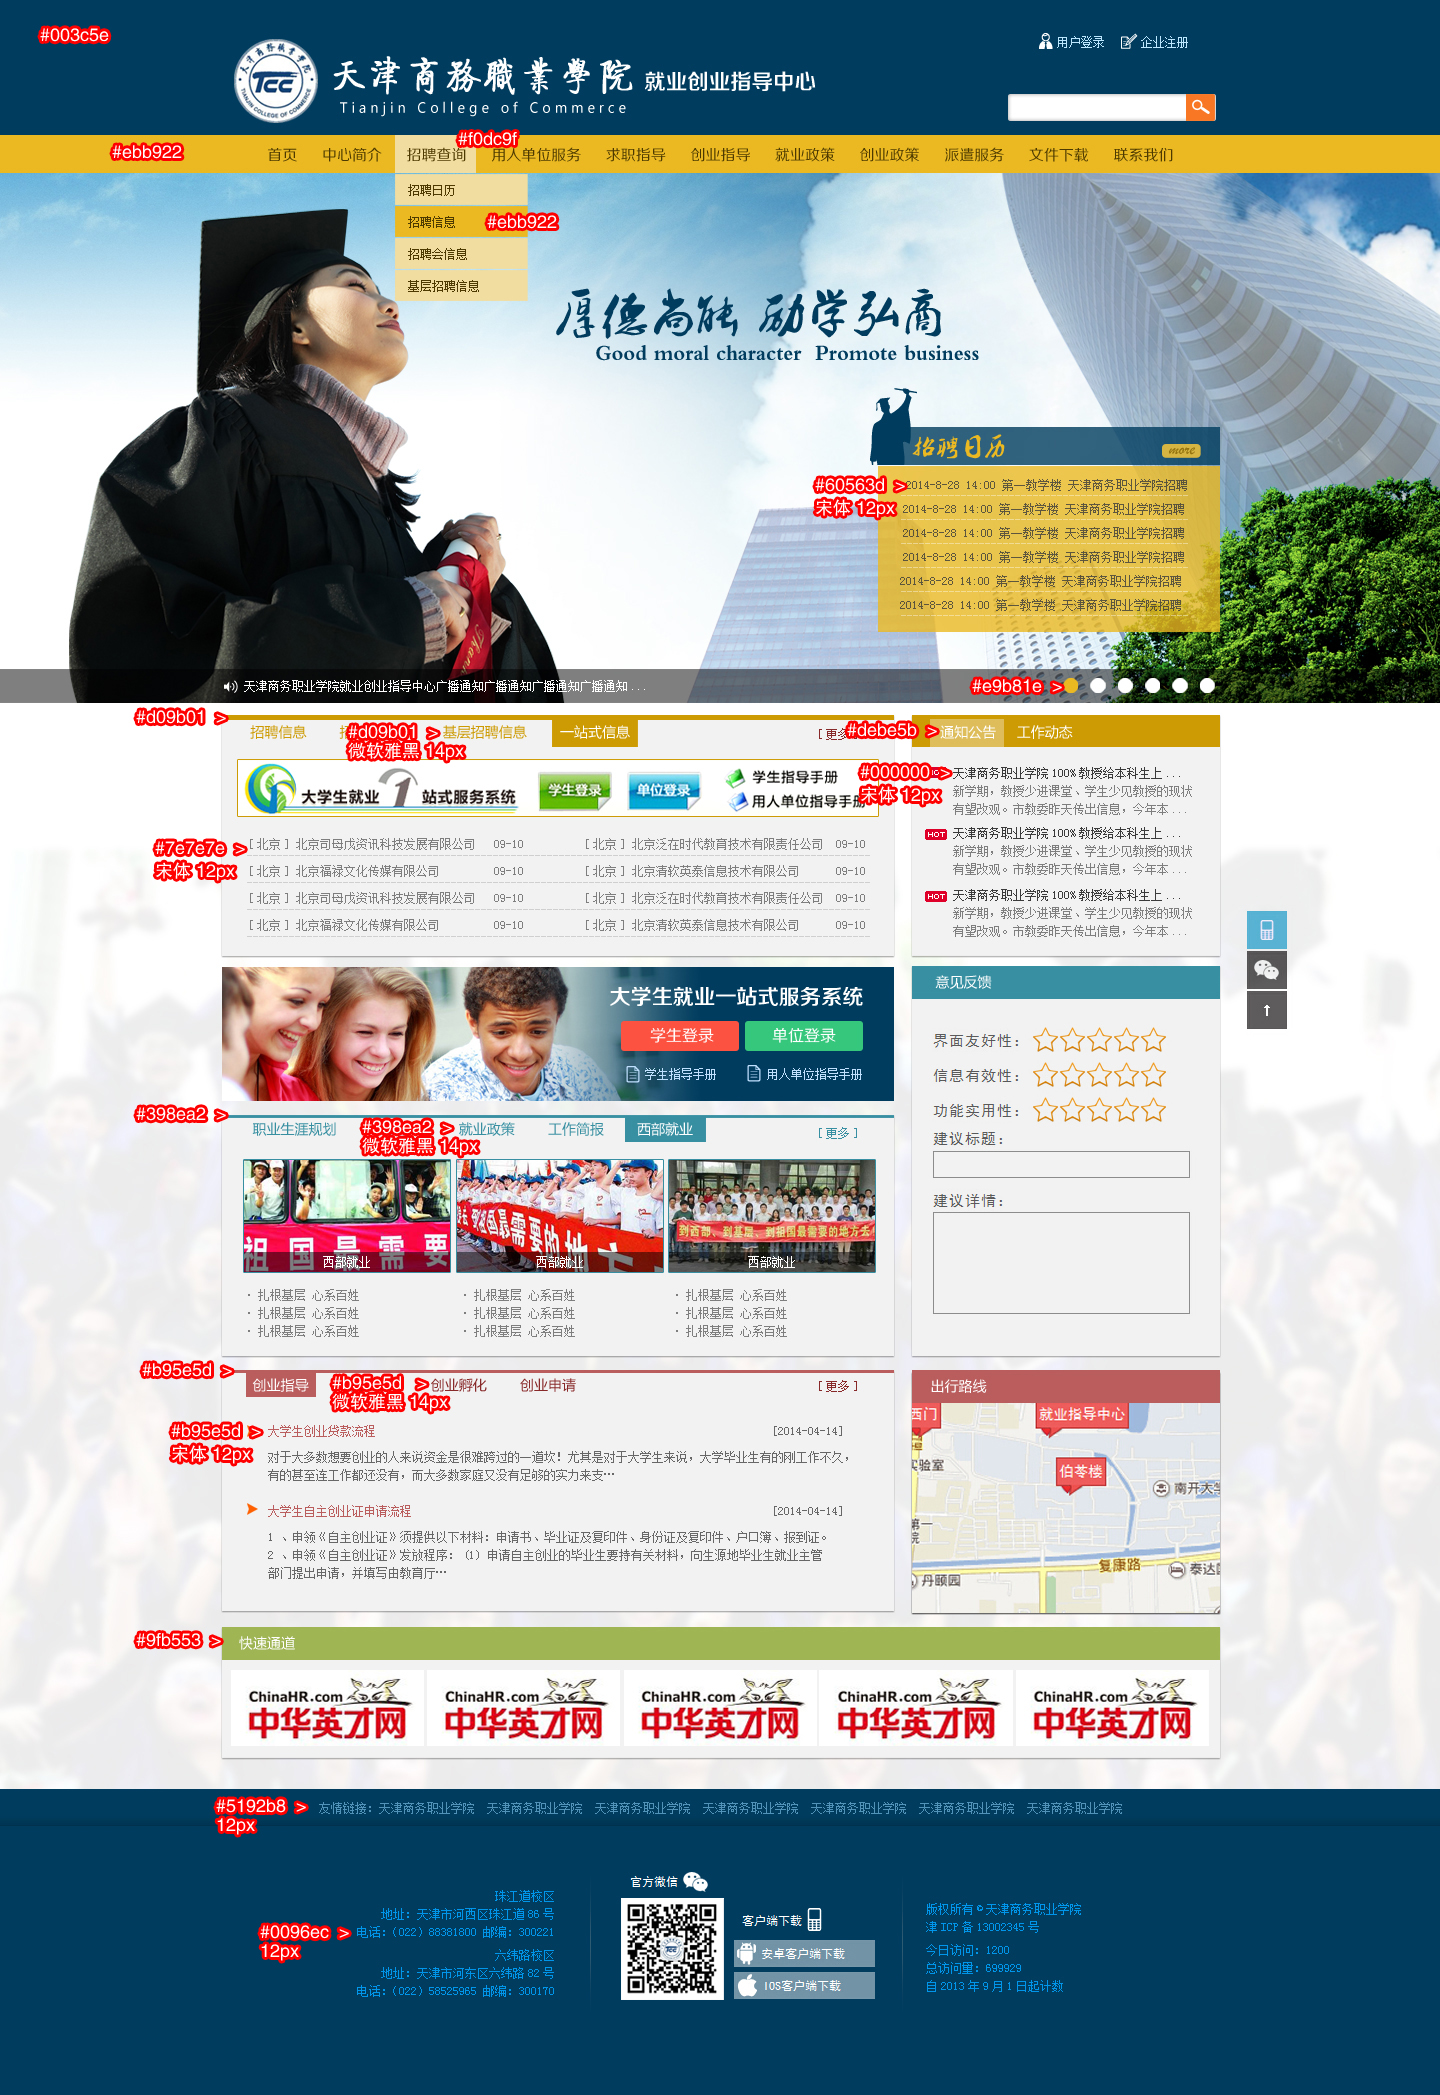 #003c5e
用户登录 企业注册
天津商务职业学院
TCC
TIANJIN COLLEGE OF COMMERCE
天津商務職業學院 就业创业指导中心
Tianjin College of Commerce
#ebb922
#f0dc9f
首页 中心简介 招聘查询 用人单位服务 求职指导 创业指导 就业政策 创业政策 派遣服务 文件下载 联系我们
招聘日历
招聘信息 #ebb922
招聘会信息
基层招聘信息
厚德尚能 励学弘商
Good moral character Promote business
招聘日历 more
#60563d >
宋体 12px
2014-8-28 14:00 第一教学楼 天津商务职业学院招聘
2014-8-28 14:00 第一教学楼 天津商务职业学院招聘
2014-8-28 14:00 第一教学楼 天津商务职业学院招聘
2014-8-28 14:00 第一教学楼 天津商务职业学院招聘
2014-8-28 14:00 第一教学楼 天津商务职业学院招聘
2014-8-28 14:00 第一教学楼 天津商务职业学院招聘
天津商务职业学院就业创业指导中心广播通知广播通知广播通知广播通知 . . .
#e9b81e >
#d09b01 >
招聘信息 #d09b01 > 基层招聘信息 一站式信息 [ 更多
微软雅黑 14px
大学生就业1站式服务系统 学生登录 单位登录
学生指导手册
用人单位指导手册
#7e7e7e >
宋体 12px
[ 北京 ] 北京司母戊资讯科技发展有限公司 09-10 [ 北京 ] 北京泛在时代教育技术有限责任公司 09-10
[ 北京 ] 北京福禄文化传媒有限公司 09-10 [ 北京 ] 北京清软英泰信息技术有限公司 09-10
[ 北京 ] 北京司母戊资讯科技发展有限公司 09-10 [ 北京 ] 北京泛在时代教育技术有限责任公司 09-10
[ 北京 ] 北京福禄文化传媒有限公司 09-10 [ 北京 ] 北京清软英泰信息技术有限公司 09-10
#debe5b > 通知公告 工作动态
#000000 >
宋体 12px
天津商务职业学院 100% 教授给本科生上 . . .
新学期，教授少进课堂、学生少见教授的现状
有望改观。市教委昨天传出信息，今年本 . . .
HOT 天津商务职业学院 100% 教授给本科生上 . . .
新学期，教授少进课堂、学生少见教授的现状
有望改观。市教委昨天传出信息，今年本 . . .
HOT 天津商务职业学院 100% 教授给本科生上 . . .
新学期，教授少进课堂、学生少见教授的现状
有望改观。市教委昨天传出信息，今年本 . . .
大学生就业一站式服务系统
学生登录 单位登录
学生指导手册 用人单位指导手册
意见反馈
界面友好性：
信息有效性：
功能实用性：
建议标题：
建议详情：
#398ea2 >
职业生涯规划 #398ea2 > 就业政策 工作简报 西部就业 [ 更多 ]
微软雅黑 14px
祖国最需要
国最需要的地方
到西部、到基层、到祖国最需要的地方去
西部就业 西部就业 西部就业
· 扎根基层 心系百姓 · 扎根基层 心系百姓 · 扎根基层 心系百姓
· 扎根基层 心系百姓 · 扎根基层 心系百姓 · 扎根基层 心系百姓
· 扎根基层 心系百姓 · 扎根基层 心系百姓 · 扎根基层 心系百姓
#b95e5d >
创业指导 #b95e5d > 创业孵化 创业申请 [ 更多 ]
微软雅黑 14px
#b95e5d >
宋体 12px
大学生创业贷款流程 [2014-04-14]
对于大多数想要创业的人来说资金是很难跨过的一道坎！尤其是对于大学生来说，大学毕业生有的刚工作不久，
有的甚至连工作都还没有，而大多数家庭又没有足够的实力来支…
大学生自主创业证申请流程 [2014-04-14]
1 、申领《自主创业证》须提供以下材料：申请书、毕业证及复印件、身份证及复印件、户口簿、报到证。
2 、申领《自主创业证》发放程序：（1）申请自主创业的毕业生要持有关材料，向生源地毕业生就业主管
部门提出申请，并填写由教育厅…
出行路线
西门 就业指导中心
实验室 伯苓楼
南开大学
第一
院
复康路
丹颐园 泰达
#9fb553 > 快速通道
ChinaHR.com ChinaHR.com ChinaHR.com ChinaHR.com ChinaHR.com
中华英才网 中华英才网 中华英才网 中华英才网 中华英才网
#5192b8 >
12px
友情链接：天津商务职业学院 天津商务职业学院 天津商务职业学院 天津商务职业学院 天津商务职业学院 天津商务职业学院 天津商务职业学院
#0096ec >
12px
珠江道校区
地址：天津市河西区珠江道 86 号
电话：（022）88381800 邮编：300221
六纬路校区
地址：天津市河东区六纬路 82 号
电话：（022）58525965 邮编：300170
官方微信
客户端下载
安卓客户端下载
IOS客户端下载
版权所有 © 天津商务职业学院
津 ICP 备 13002345 号
今日访问：1200
总访问量：699929
自 2013 年 9 月 1 日起计数